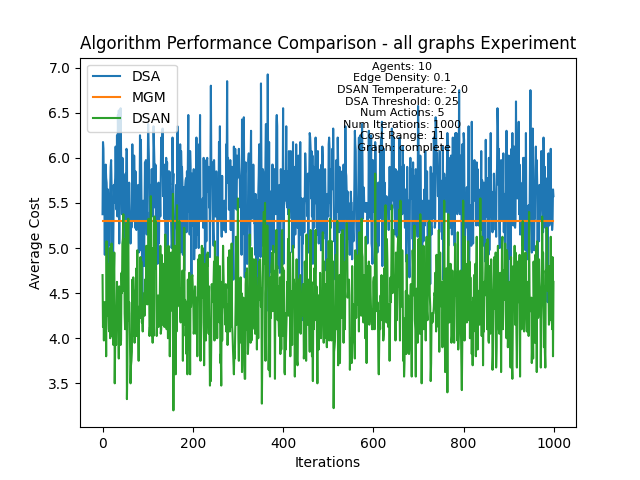 Algorithm Performance Comparison - all graphs Experiment
DSA
MGM
DSAN
Agents: 10
Edge Density: 0.1
DSAN Temperature: 2.0
DSA Threshold: 0.25
Num Actions: 5
Num Iterations: 1000
Cost Range: 11
Graph: complete
7.0
6.5
6.0
5.5
5.0
4.5
4.0
3.5
Average Cost
0 200 400 600 800 1000
Iterations